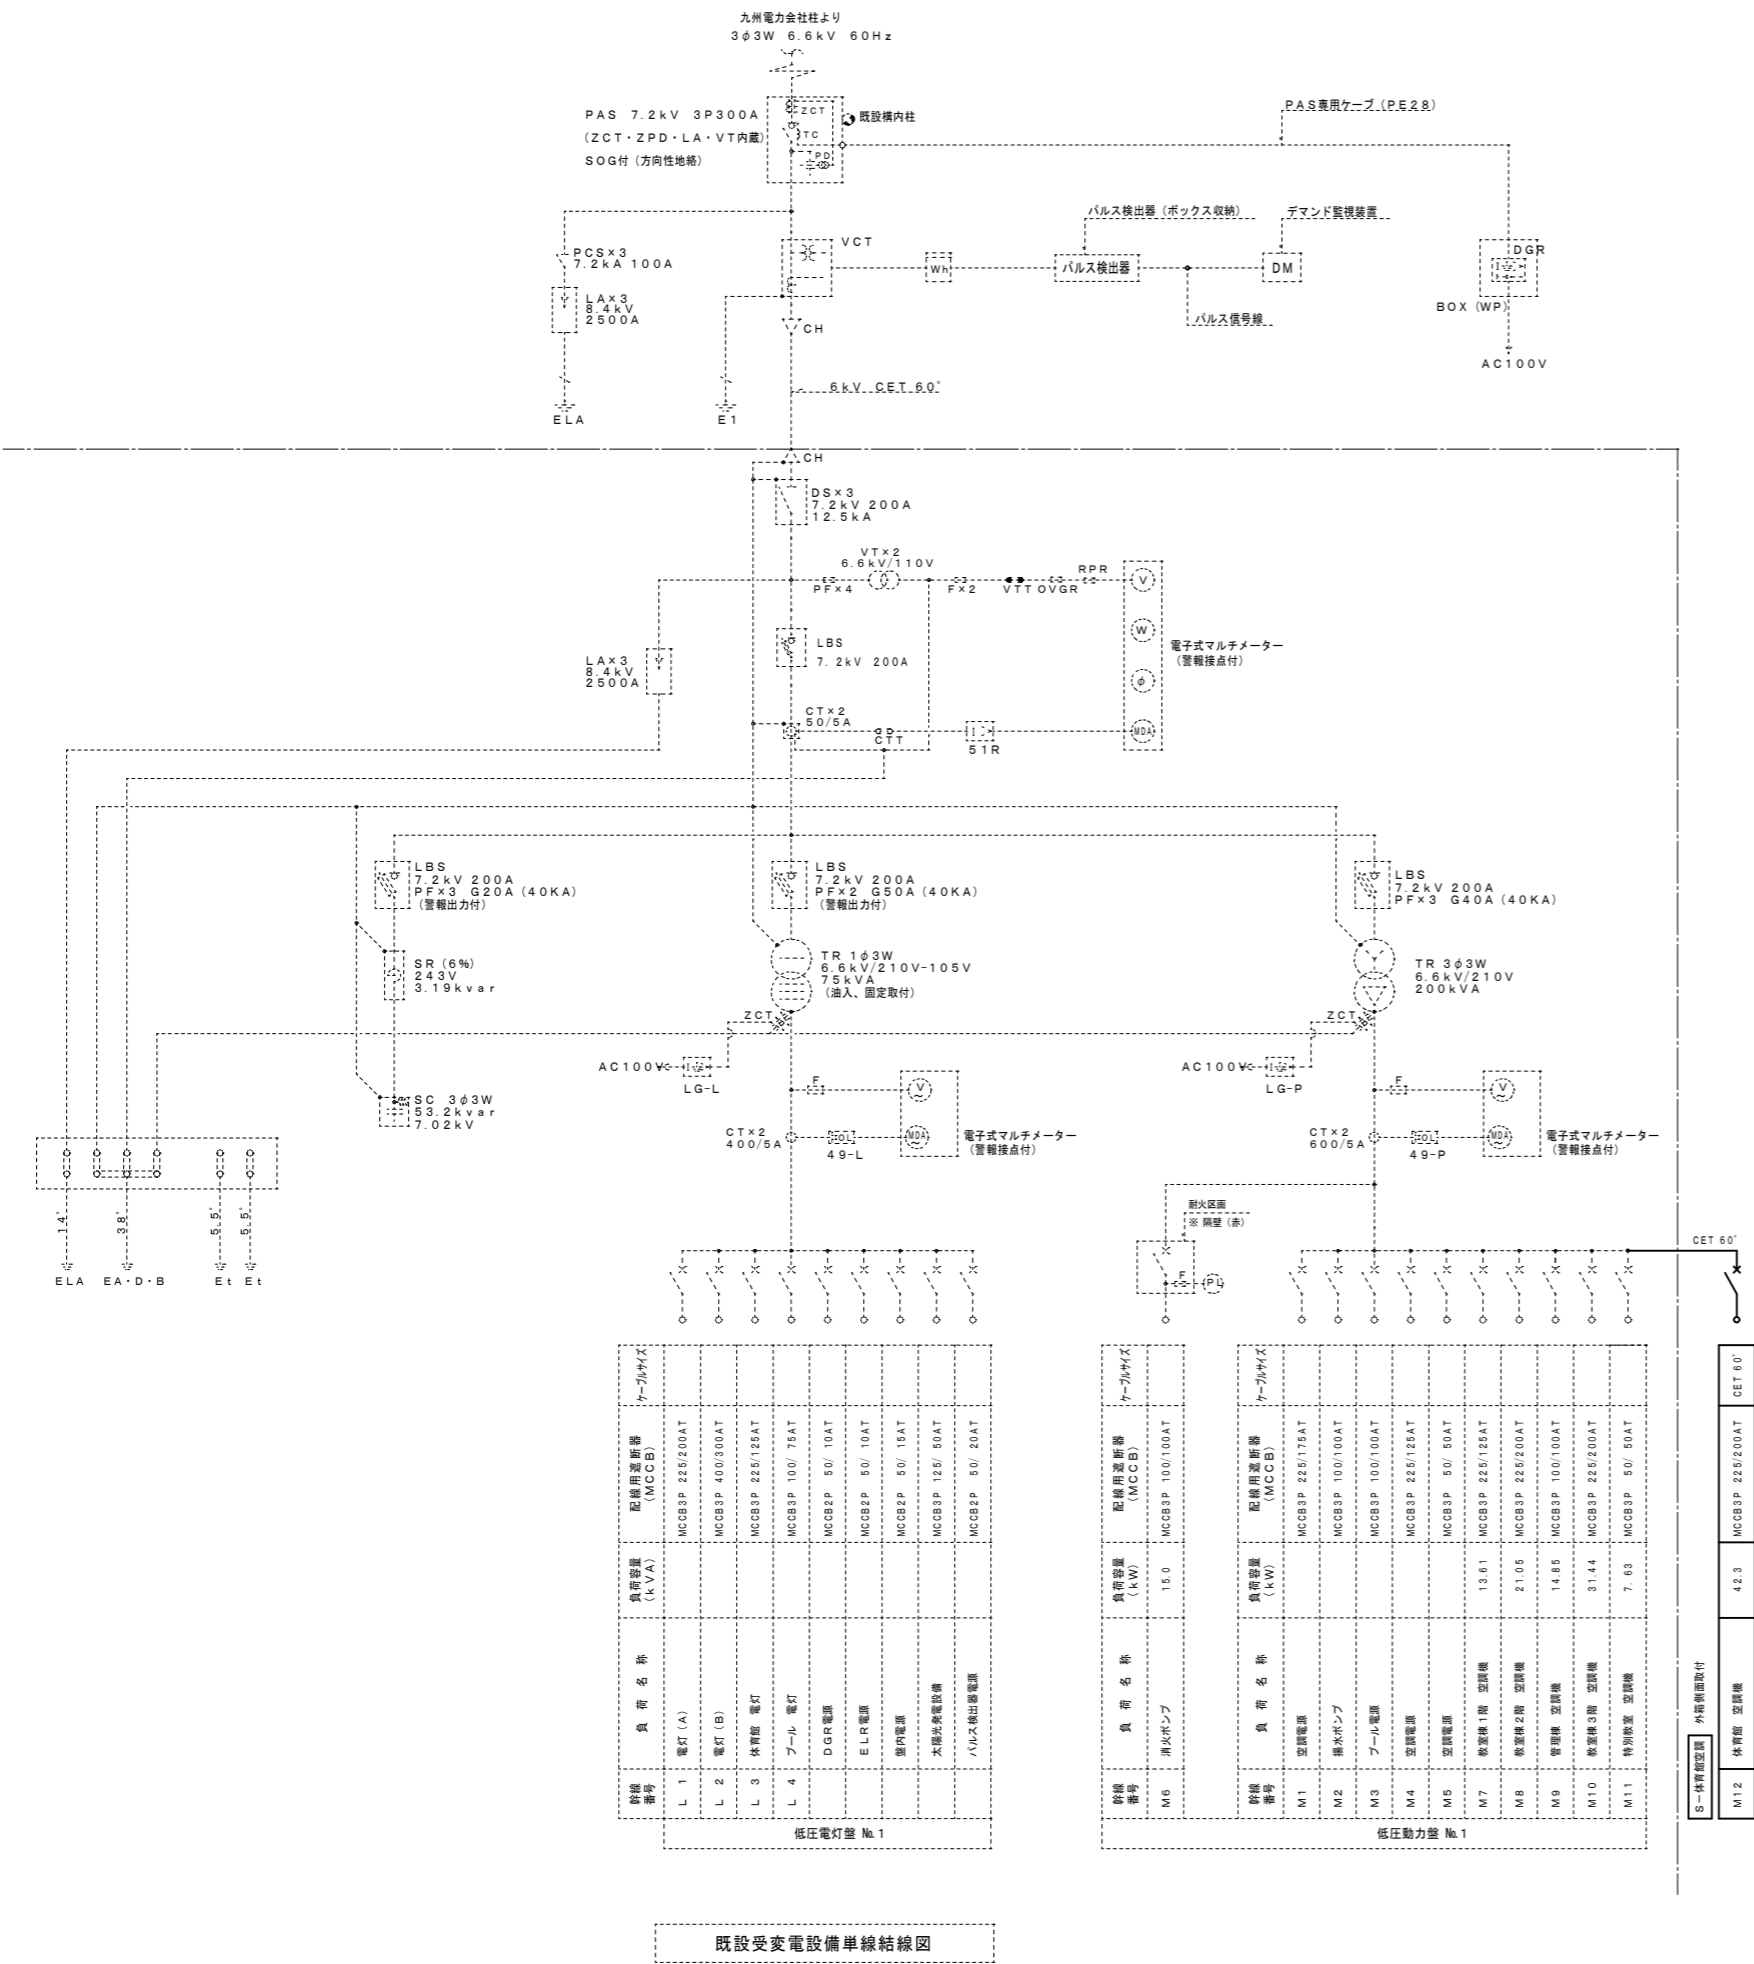 九州電力会社柱より
3φ3W 6.6kV 60Hz
PAS 7.2kV 3P300A
(ZCT・ZPD・LA・VT内蔵)
SOG付(方向性地絡)
ZCT
TC
PD
既設構内柱
PAS専用ケーブ(PE28)
PCS×3
7.2kA 100A
LA×3
8.4kV
2500A
ELA
VCT
Wh
パルス検出器(ボックス収納)
パルス検出器
デマンド監視装置
DM
パルス信号線
DGR
BOX(WP)
AC100V
CH
E1
6kV CET 60°
CH
DS×3
7.2kV 200A
12.5kA
VT×2
6.6kV/110V
PF×4
F×2
VTT
OVGR
RPR
V
W
φ
MDA
電子式マルチメーター
(警報接点付)
LBS
7.2kV 200A
LA×3
8.4kV
2500A
CT×2
50/5A
CTT
51R
LBS
7.2kV 200A
PF×3 G20A(40KA)
(警報出力付)
LBS
7.2kV 200A
PF×2 G50A(40KA)
(警報出力付)
LBS
7.2kV 200A
PF×3 G40A(40KA)
SR(6%)
243V
3.19kvar
TR 1φ3W
6.6kV/210V-105V
75kVA
(油入、固定取付)
TR 3φ3W
6.6kV/210V
200kVA
ZCT
AC100V
LG-L
ZCT
AC100V
LG-P
SC 3φ3W
53.2kvar
7.02kV
F
V
CT×2
400/5A
OL
49-L
MDA
電子式マルチメーター
(警報接点付)
F
V
CT×2
600/5A
OL
49-P
MDA
電子式マルチメーター
(警報接点付)
14°
38°
5.5°
5.5°
ELA
EA・D・B
Et
Et
耐火区画
※ 隔壁(赤)
F
PL
CET 60°
幹線番号
負荷名称
負荷容量(kVA)
配線用遮断器(MCCB)
ケーブルサイズ
L 1 電灯(A) MCCB3P 225/200AT
L 2 電灯(B) MCCB3P 400/300AT
L 3 体育館 電灯 MCCB3P 225/125AT
L 4 プール 電灯 MCCB3P 100/ 75AT
DGR電源 MCCB2P 50/ 10AT
ELR電源 MCCB2P 50/ 10AT
盤内電源 MCCB2P 50/ 15AT
太陽光発電設備 MCCB3P 125/ 50AT
パルス検出器電源 MCCB2P 50/ 20AT
低圧電灯盤 №1
幹線番号
負荷名称
負荷容量(kW)
配線用遮断器(MCCB)
ケーブルサイズ
M6 消火ポンプ 15.0 MCCB3P 100/100AT
幹線番号
負荷名称
負荷容量(kW)
配線用遮断器(MCCB)
ケーブルサイズ
M1 空調電源 MCCB3P 225/175AT
M2 揚水ポンプ MCCB3P 100/100AT
M3 プール電源 MCCB3P 100/100AT
M4 空調電源 MCCB3P 225/125AT
M5 空調電源 MCCB3P 50/ 50AT
M7 教室棟1階 空調機 13.61 MCCB3P 225/125AT
M8 教室棟2階 空調機 21.05 MCCB3P 225/200AT
M9 管理棟 空調機 14.85 MCCB3P 100/100AT
M10 教室棟3階 空調機 31.44 MCCB3P 225/200AT
M11 特別教室 空調機 7.63 MCCB3P 50/ 50AT
低圧動力盤 №1
S-体育館空調 外箱側面取付
M12 体育館 空調機 42.3 MCCB3P 225/200AT CET 60°
既設受変電設備単線結線図